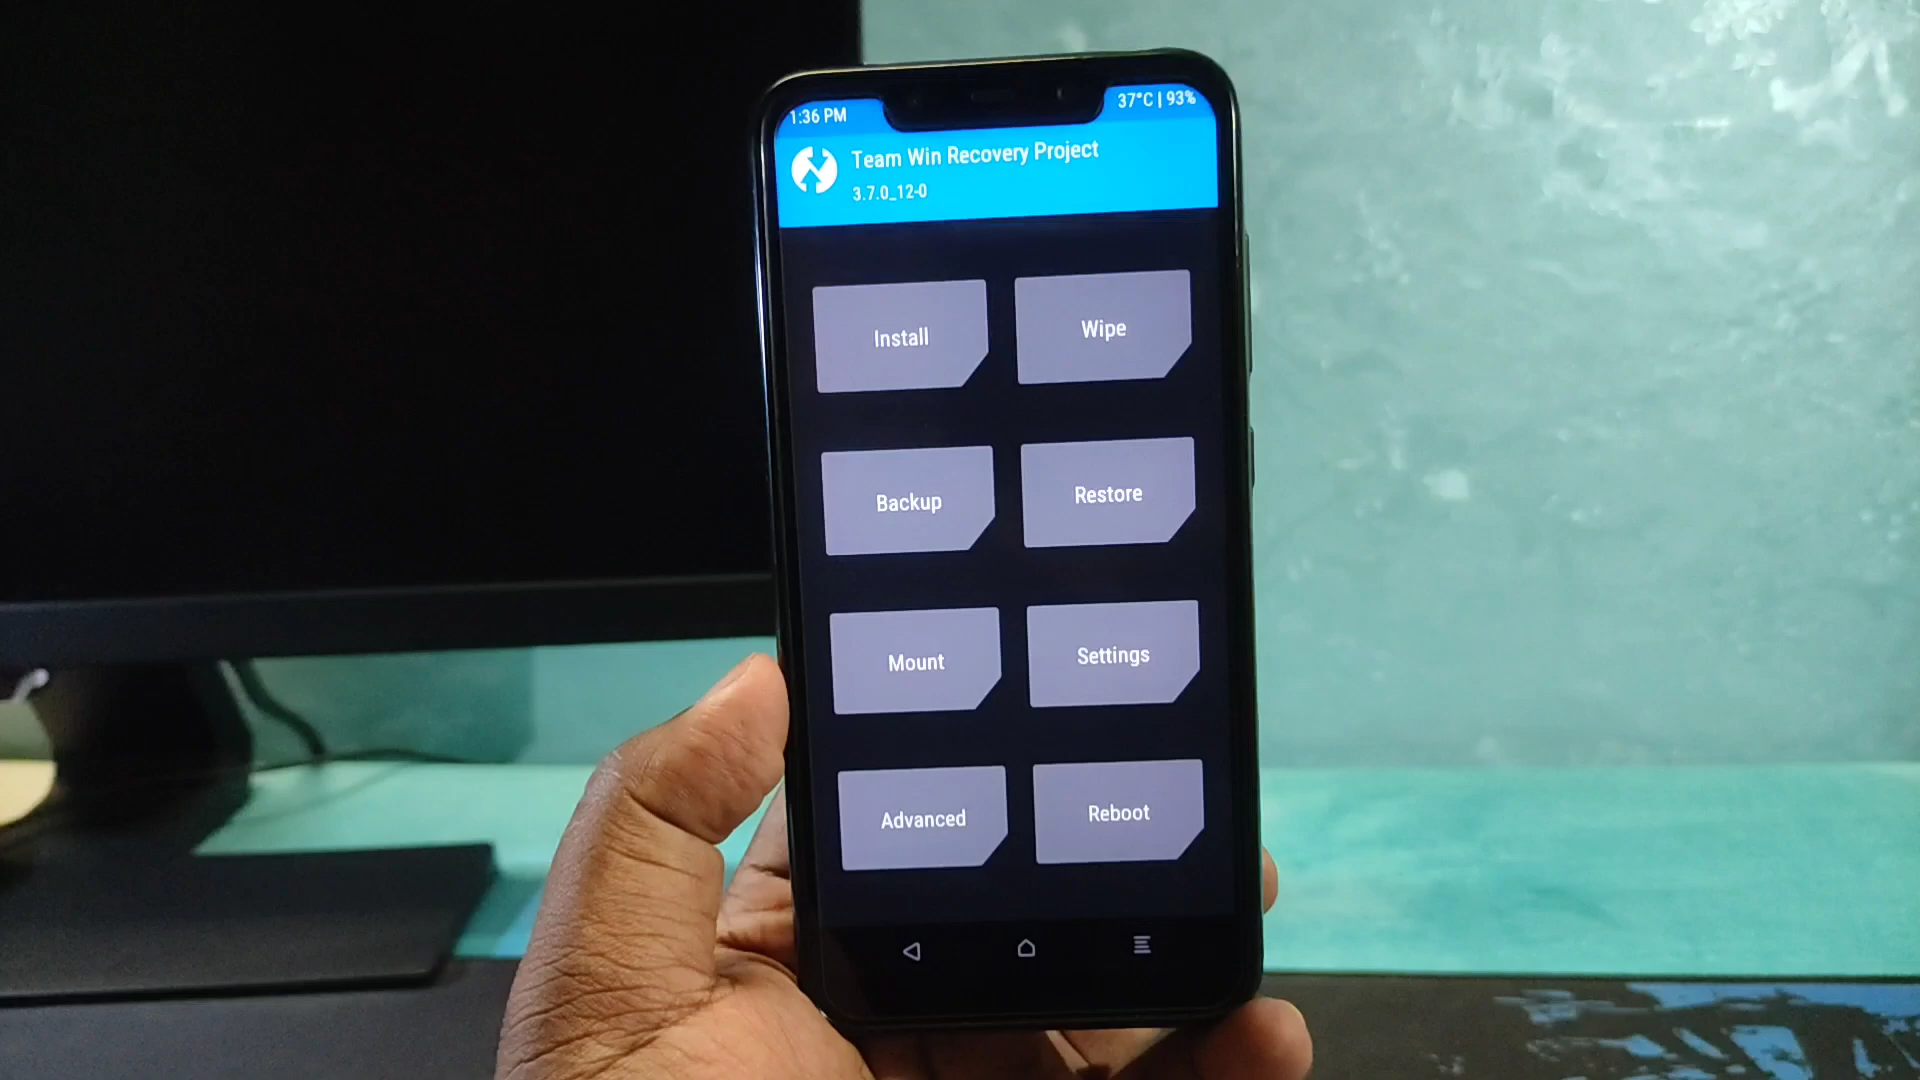 1:36 PM
37°C | 93%
Team Win Recovery Project
3.7.0_12-0
Install
Wipe
Backup
Restore
Mount
Settings
Advanced
Reboot